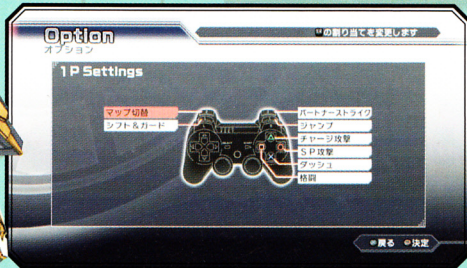 Option
オプション
の割り当てを変更します
1P Settings
マップ切替
シフト&ガード
パートナーストライク
ジャンプ
チャージ攻撃
SP攻撃
ダッシュ
格闘
戻る 決定